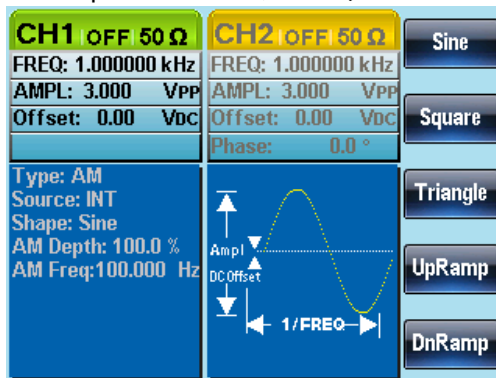 CH1 OFF 50 Ω
FREQ: 1.000000 kHz
AMPL: 3.000 VPP
Offset: 0.00 VDC
CH2 OFF 50 Ω
FREQ: 1.000000 kHz
AMPL: 3.000 VPP
Offset: 0.00 VDC
Phase: 0.0 °
Type: AM
Source: INT
Shape: Sine
AM Depth: 100.0 %
AM Freq:100.000 Hz
Ampl
DC Offset
1/FREQ
Sine
Square
Triangle
UpRamp
DnRamp